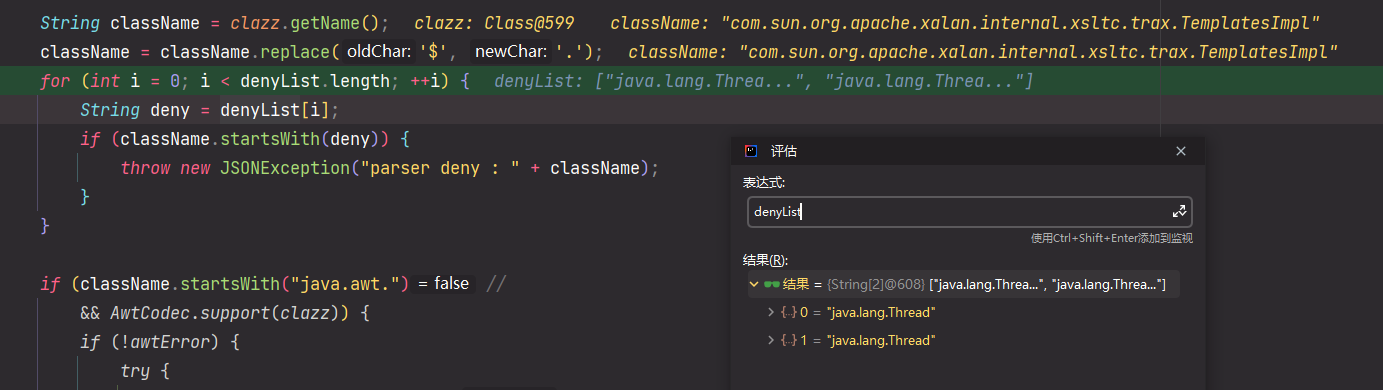 String className = clazz.getName();   clazz: Class@599    className: "com.sun.org.apache.xalan.internal.xsltc.trax.TemplatesImpl"
className = className.replace( oldChar: '$',  newChar: '.');   className: "com.sun.org.apache.xalan.internal.xsltc.trax.TemplatesImpl"
for (int i = 0; i < denyList.length; ++i) {   denyList: ["java.lang.Threa...", "java.lang.Threa..."]
String deny = denyList[i];
if (className.startsWith(deny)) {
throw new JSONException("parser deny : " + className);
}
}
if (className.startsWith("java.awt.") = false  //
&& AwtCodec.support(clazz)) {
if (!awtError) {
try {
评估
表达式:
denyList
使用Ctrl+Shift+Enter添加到监视
结果(R):
结果 = {String[2]@608} ["java.lang.Threa...", "java.lang.Threa..."]
{...} 0 = "java.lang.Thread"
{...} 1 = "java.lang.Thread"